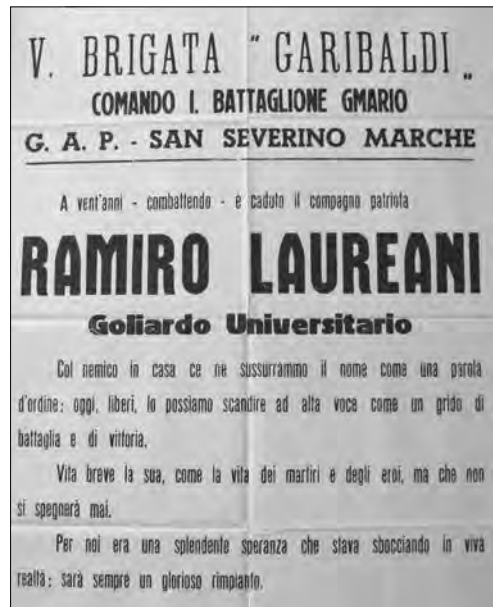 V. BRIGATA " GARIBALDI „
COMANDO I. BATTAGLIONE GMARIO
G. A. P. - SAN SEVERINO MARCHE
A vent'anni - combattendo - è caduto il compagno patriota
RAMIRO LAUREANI
Goliardo Universitario
Col nemico in casa ce ne sussurrammo il nome come una parola
d'ordine; oggi, liberi, lo possiamo scandire ad alta voce come un grido di
battaglia e di vittoria.
Vita breve la sua, come la vita dei martiri e degli eroi, ma che non
si spegnerà mai.
Per noi era una splendente speranza che stava sbocciando in viva
realtà; sarà sempre un glorioso rimpianto.